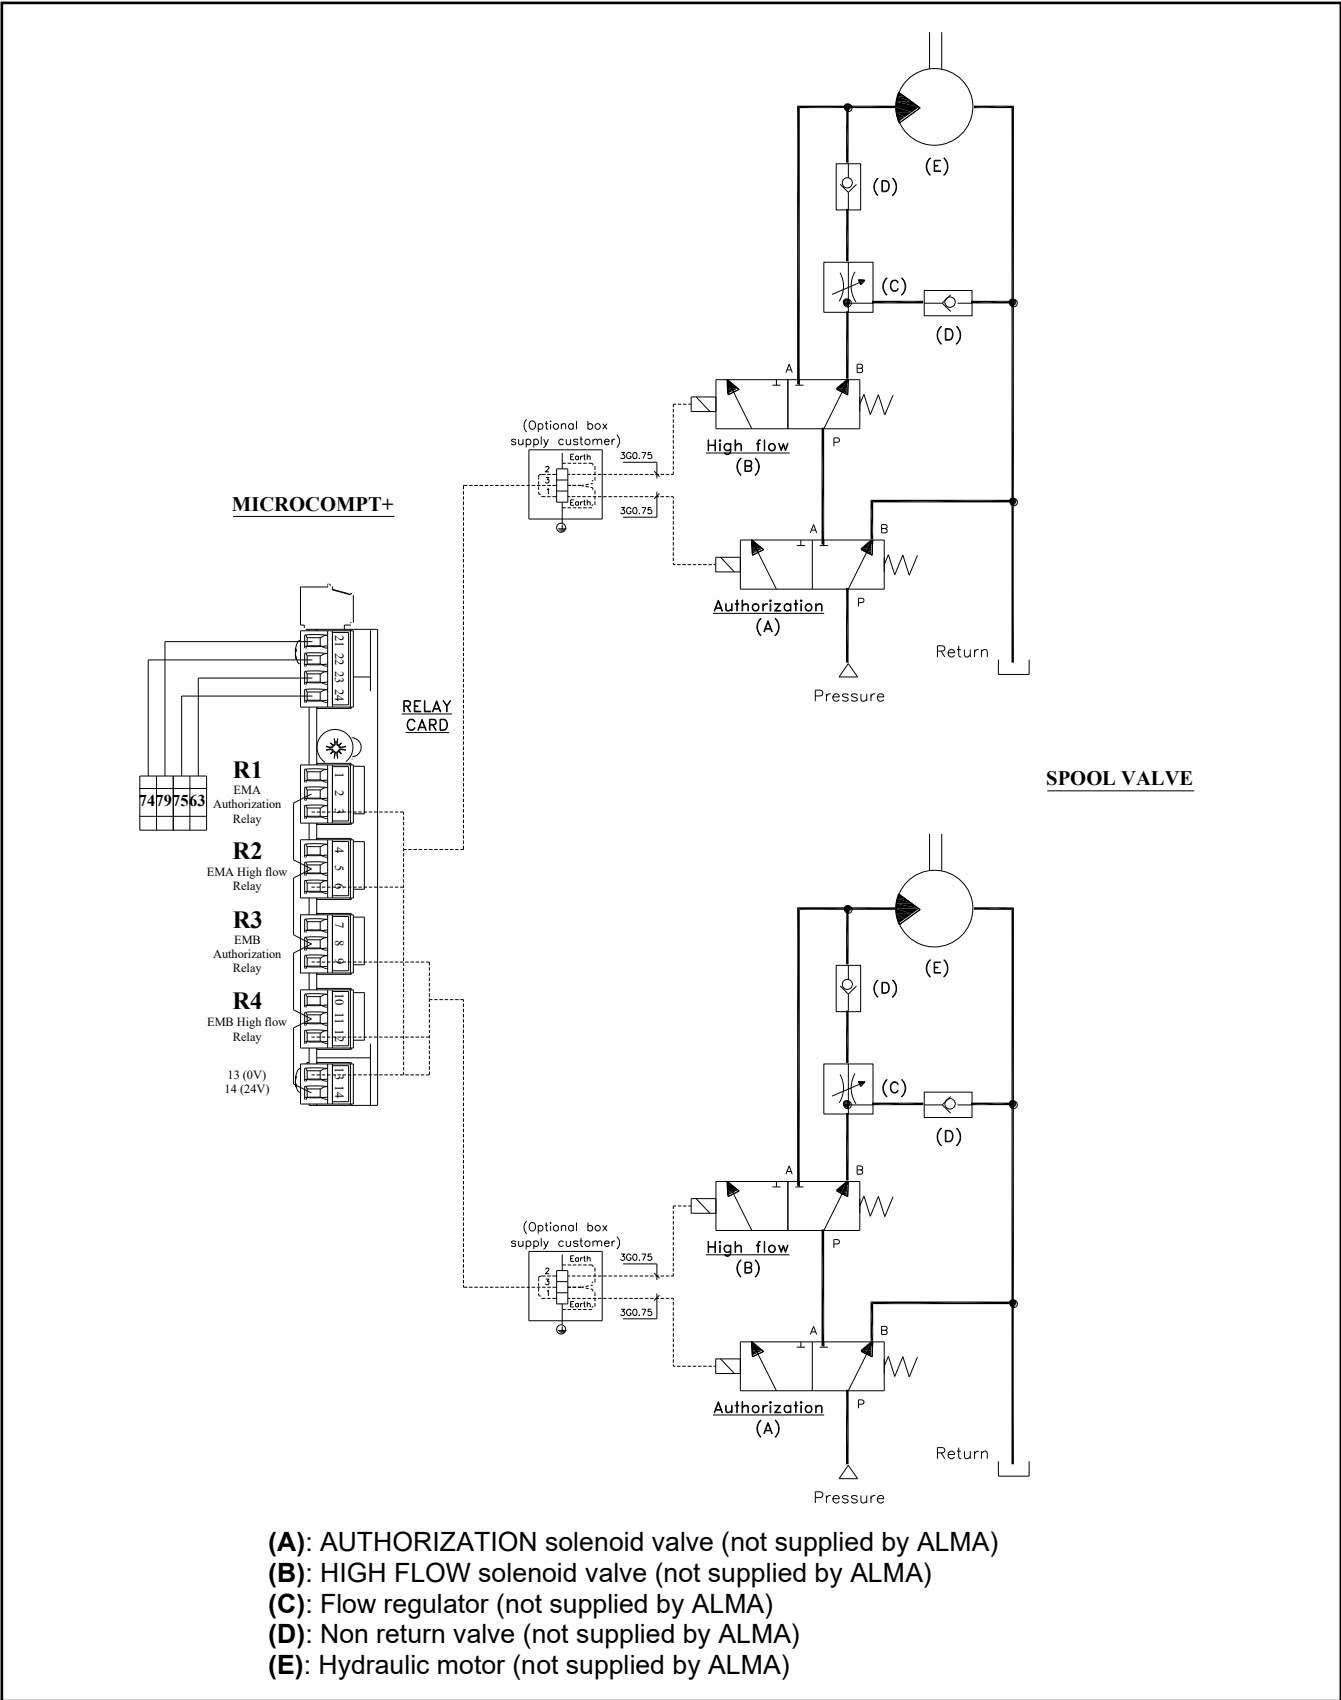 (E)
(D)
(C)
(D)
A
B
(Optional box
supply customer)
Earth
2
3
1
Earth
3G0.75
3G0.75
High flow
(B)
P
MICROCOMPT+
A
B
Authorization
(A)
P
Return
Pressure
21
22
23
24
RELAY
CARD
74 79 75 63
R1
EMA
Authorization
Relay
1
2
3
R2
EMA High flow
Relay
4
5
6
R3
EMB
Authorization
Relay
7
8
9
R4
EMB High flow
Relay
10
11
12
13 (0V)
14 (24V)
13
14
SPOOL VALVE
(E)
(D)
(C)
(D)
A
B
(Optional box
supply customer)
Earth
2
3
1
Earth
3G0.75
3G0.75
High flow
(B)
P
A
B
Authorization
(A)
P
Return
Pressure
(A): AUTHORIZATION solenoid valve (not supplied by ALMA)
(B): HIGH FLOW solenoid valve (not supplied by ALMA)
(C): Flow regulator (not supplied by ALMA)
(D): Non return valve (not supplied by ALMA)
(E): Hydraulic motor (not supplied by ALMA)